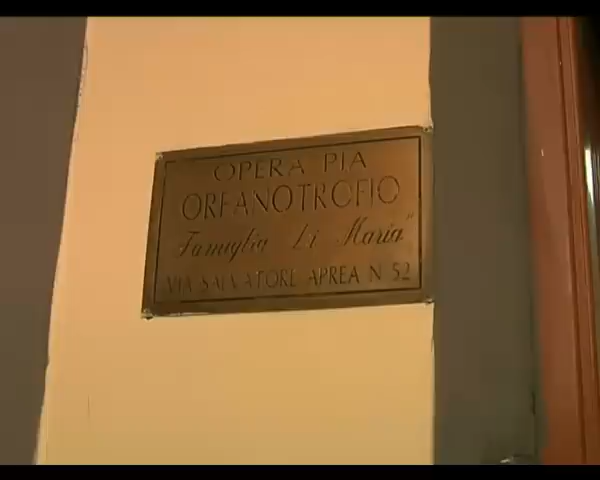 OPERA PIA
ORFANOTROFIO
Famiglia Di Maria"
VIA SALVATORE APREA N 52